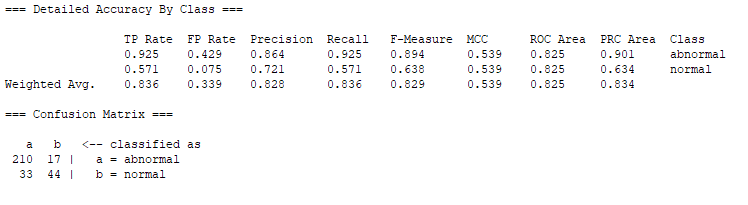 === Detailed Accuracy By Class ===
TP Rate  FP Rate  Precision  Recall  F-Measure  MCC  ROC Area  PRC Area  Class
0.925  0.429  0.864  0.925  0.894  0.539  0.825  0.901  abnormal
0.571  0.075  0.721  0.571  0.638  0.539  0.825  0.634  normal
Weighted Avg.  0.836  0.339  0.828  0.836  0.829  0.539  0.825  0.834
=== Confusion Matrix ===
a  b  <-- classified as
210  17 |  a = abnormal
33  44 |  b = normal